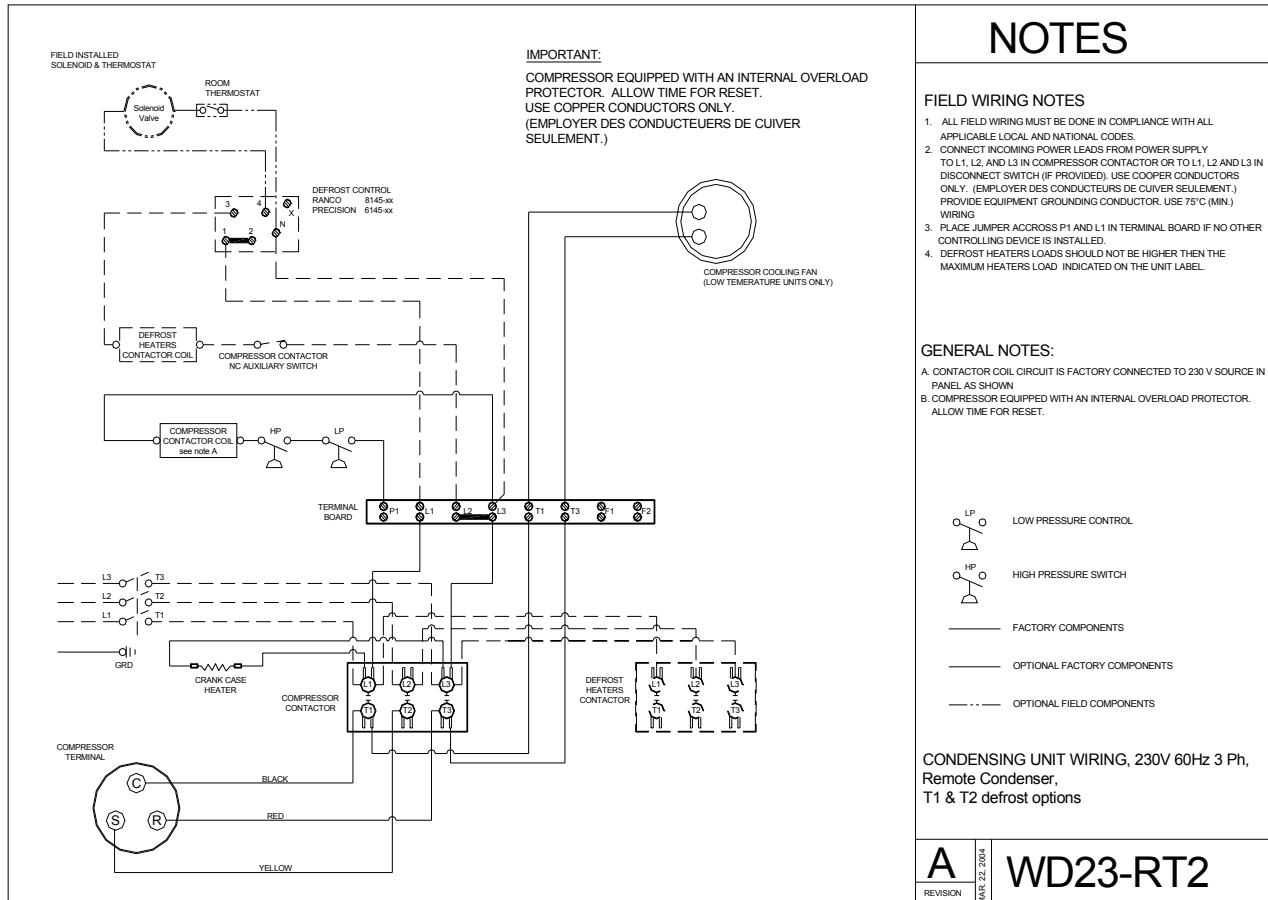 FIELD INSTALLED
SOLENOID & THERMOSTAT
ROOM
THERMOSTAT
Solenoid
Valve
IMPORTANT:
COMPRESSOR EQUIPPED WITH AN INTERNAL OVERLOAD
PROTECTOR.  ALLOW TIME FOR RESET.
USE COPPER CONDUCTORS ONLY.
(EMPLOYER DES CONDUCTEUERS DE CUIVER
SEULEMENT.)
DEFROST CONTROL
RANCO 8145-xx
PRECISION 6145-xx
3
4
X
N
1
2
COMPRESSOR COOLING FAN
(LOW TEMERATURE UNITS ONLY)
DEFROST
HEATERS
CONTACTOR COIL
COMPRESSOR CONTACTOR
NC AUXILIARY SWITCH
COMPRESSOR
CONTACTOR COIL
see note A
HP
LP
TERMINAL
BOARD
P1
L1
L2
L3
T1
T3
F1
F2
L3
T3
L2
T2
L1
T1
GRD
CRANK CASE
HEATER
COMPRESSOR
CONTACTOR
L1
L2
L3
T1
T2
T3
DEFROST
HEATERS
CONTACTOR
L1
L2
L3
T1
T2
T3
COMPRESSOR
TERMINAL
C
S
R
BLACK
RED
YELLOW
NOTES
FIELD WIRING NOTES
1. ALL FIELD WIRING MUST BE DONE IN COMPLIANCE WITH ALL
APPLICABLE LOCAL AND NATIONAL CODES.
2. CONNECT INCOMING POWER LEADS FROM POWER SUPPLY
TO L1, L2, AND L3 IN COMPRESSOR CONTACTOR OR TO L1, L2 AND L3 IN
DISCONNECT SWITCH (IF PROVIDED). USE COOPER CONDUCTORS
ONLY. (EMPLOYER DES CONDUCTEURS DE CUIVER SEULEMENT.)
PROVIDE EQUIPMENT GROUNDING CONDUCTOR. USE 75°C (MIN.)
WIRING
3. PLACE JUMPER ACCROSS P1 AND L1 IN TERMINAL BOARD IF NO OTHER
CONTROLLING DEVICE IS INSTALLED.
4. DEFROST HEATERS LOADS SHOULD NOT BE HIGHER THEN THE
MAXIMUM HEATERS LOAD INDICATED ON THE UNIT LABEL.
GENERAL NOTES:
A. CONTACTOR COIL CIRCUIT IS FACTORY CONNECTED TO 230 V SOURCE IN
PANEL AS SHOWN
B. COMPRESSOR EQUIPPED WITH AN INTERNAL OVERLOAD PROTECTOR.
ALLOW TIME FOR RESET.
LP
LOW PRESSURE CONTROL
HP
HIGH PRESSURE SWITCH
FACTORY COMPONENTS
OPTIONAL FACTORY COMPONENTS
OPTIONAL FIELD COMPONENTS
CONDENSING UNIT WIRING, 230V 60Hz 3 Ph,
Remote Condenser,
T1 & T2 defrost options
A
REVISION
MAR. 22, 2004
WD23-RT2